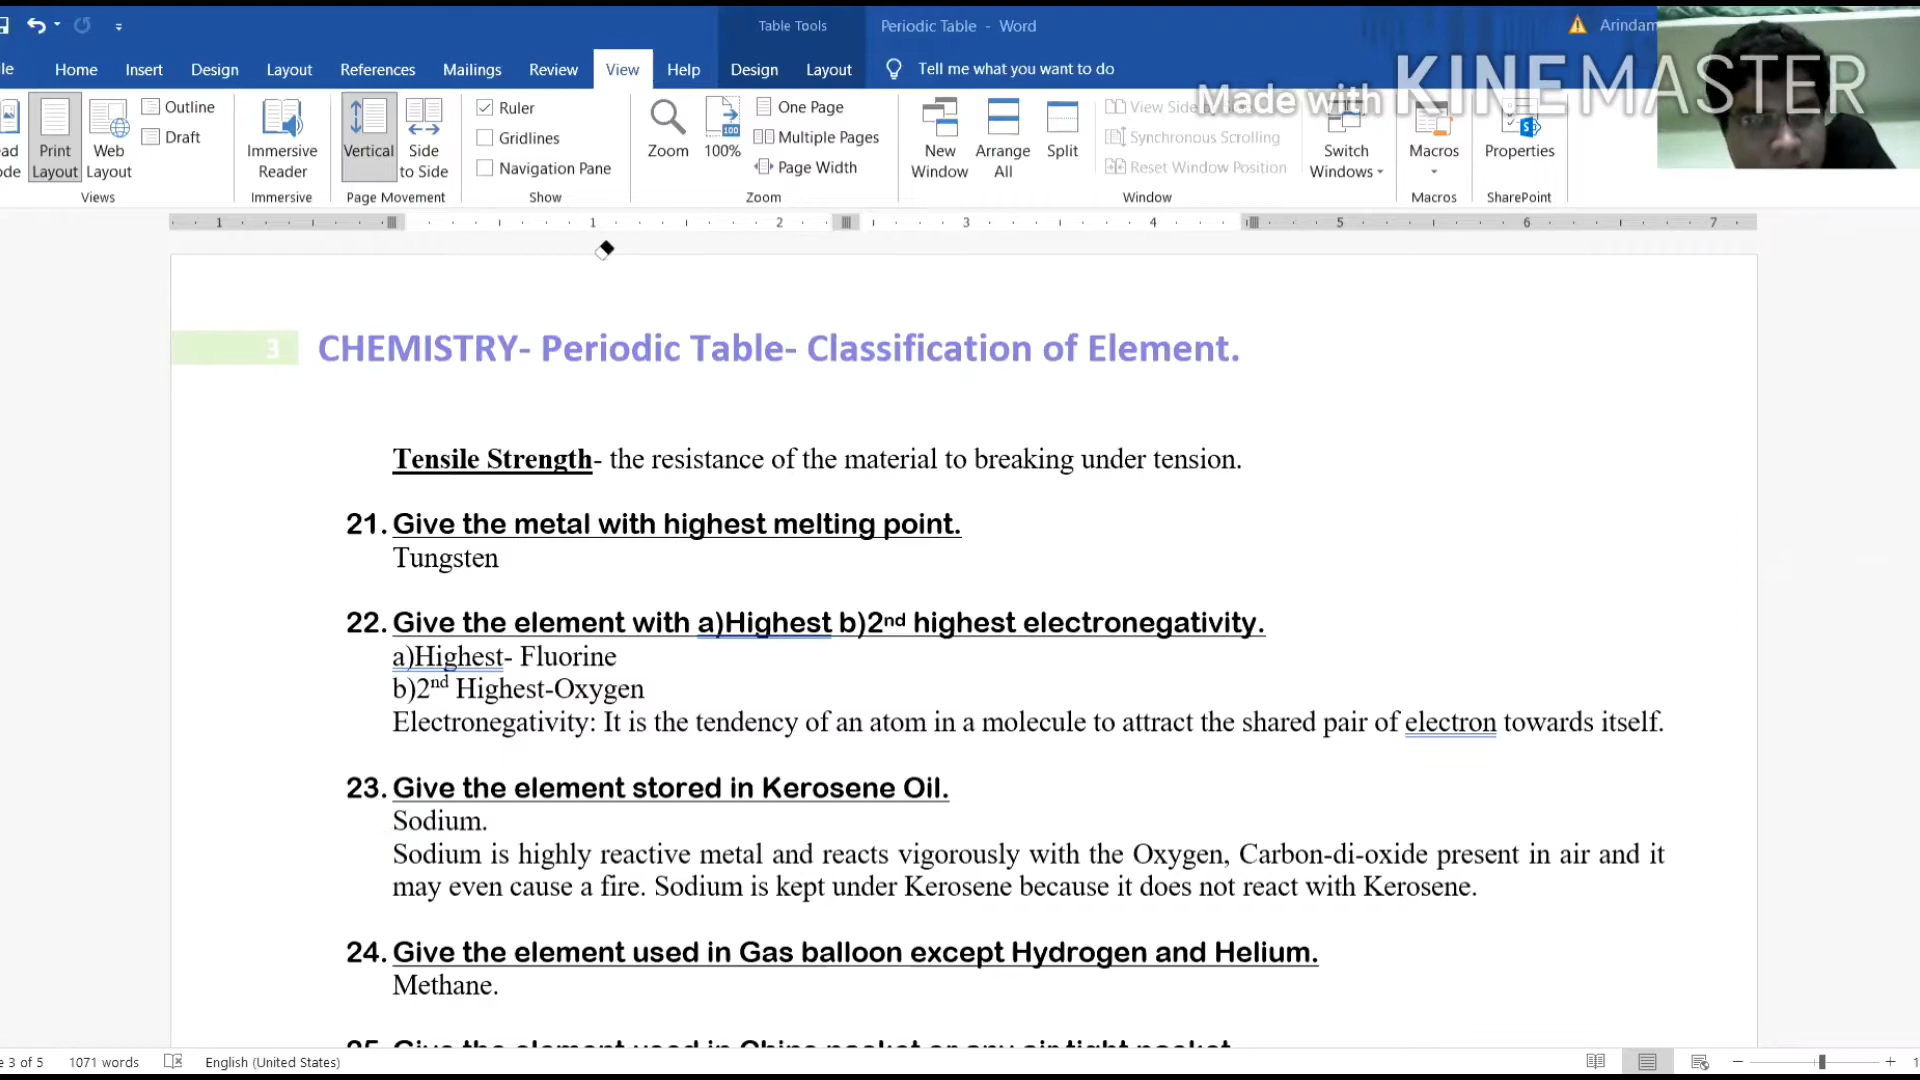 Table Tools
Periodic Table - Word
Arindam
Home Insert Design Layout References Mailings Review View Help Design Layout Tell me what you want to do
Made with KINEMASTER
Print Layout
Web Layout
Outline
Draft
Views
Immersive Reader
Immersive
Vertical
Side to Side
Page Movement
Ruler
Gridlines
Navigation Pane
Show
Zoom
100%
One Page
Multiple Pages
Page Width
Zoom
New Window
Arrange All
Split
View Side
Synchronous Scrolling
Reset Window Position
Window
Switch Windows
Macros
Macros
Properties
SharePoint
1 1 2 3 4 5 6 7
3 CHEMISTRY- Periodic Table- Classification of Element.
Tensile Strength- the resistance of the material to breaking under tension.
21. Give the metal with highest melting point.
Tungsten
22. Give the element with a)Highest b)2nd highest electronegativity.
a)Highest- Fluorine
b)2nd Highest-Oxygen
Electronegativity: It is the tendency of an atom in a molecule to attract the shared pair of electron towards itself.
23. Give the element stored in Kerosene Oil.
Sodium.
Sodium is highly reactive metal and reacts vigorously with the Oxygen, Carbon-di-oxide present in air and it
may even cause a fire. Sodium is kept under Kerosene because it does not react with Kerosene.
24. Give the element used in Gas balloon except Hydrogen and Helium.
Methane.
3 of 5 1071 words English (United States)